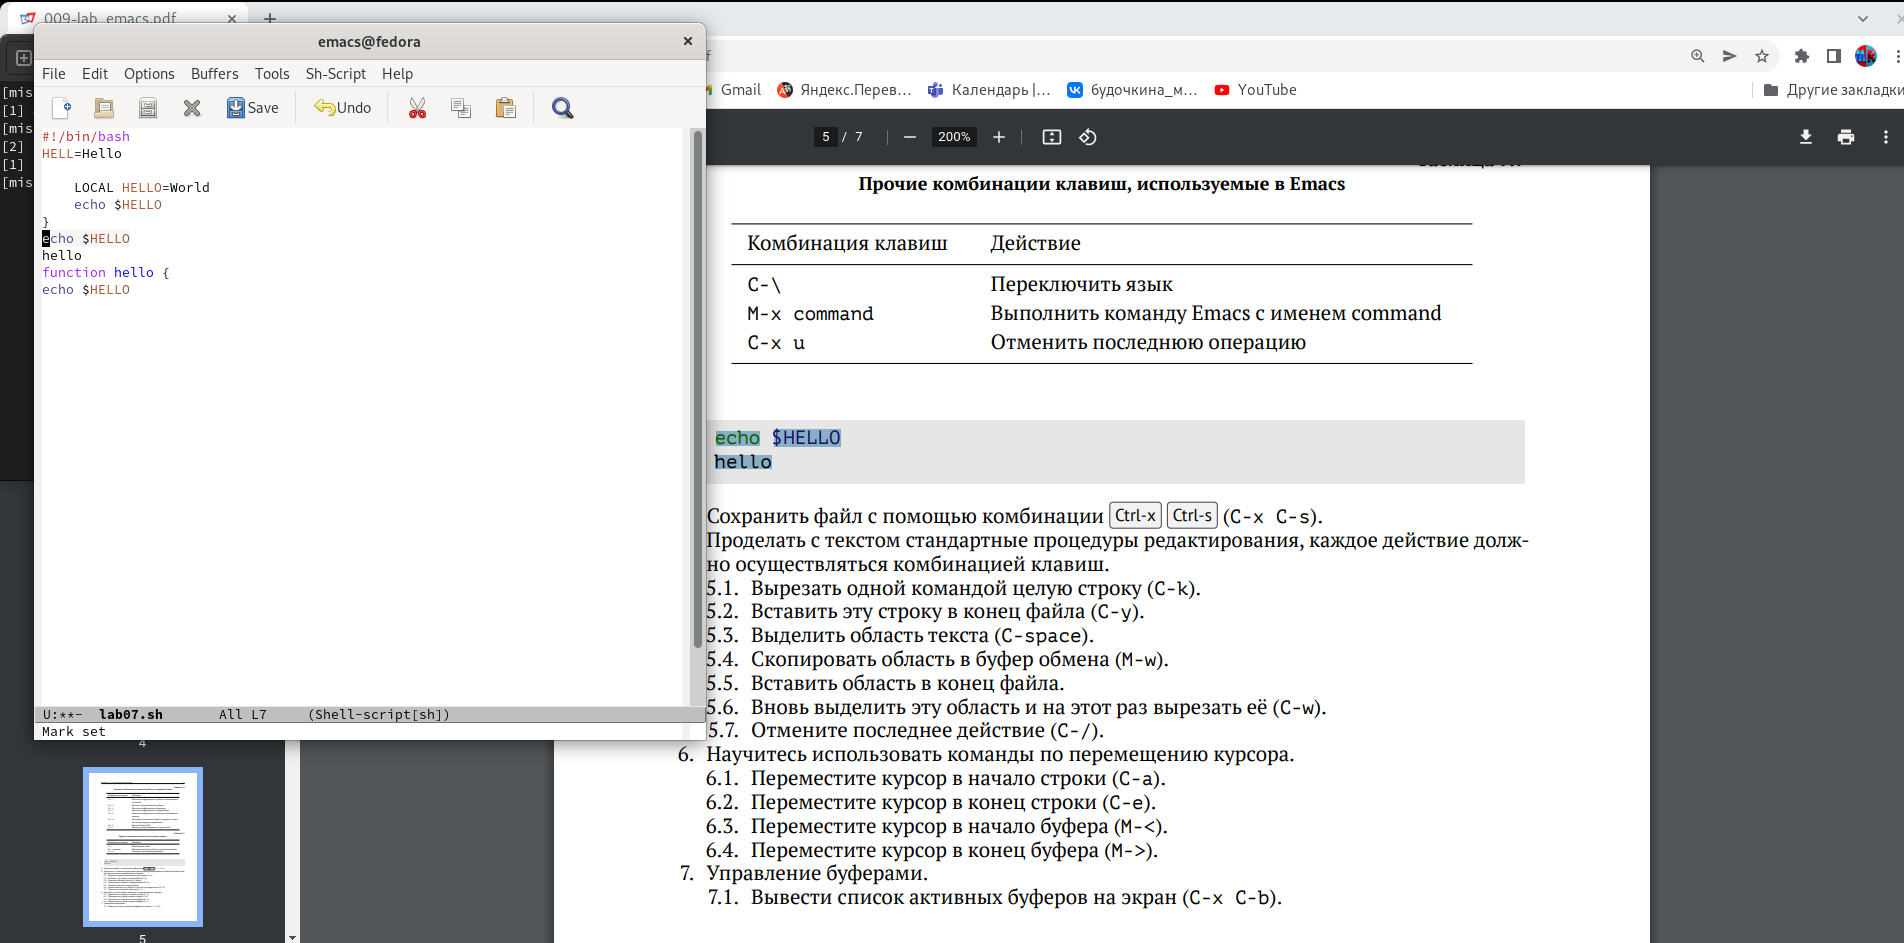 009-lab_emacs.pdf
emacs@fedora
File Edit Options Buffers Tools Sh-Script Help
Save Undo
Gmail Яндекс.Перев... Календарь |... будочкина_м... YouTube Другие закладки
[mis
[1]
[mis
[2]
[1]
[mis
#!/bin/bash
HELL=Hello
LOCAL HELLO=World
echo $HELLO
}
echo $HELLO
hello
function hello {
echo $HELLO
U:**- lab07.sh All L7 (Shell-script[sh])
Mark set
4
5
5 / 7 200%
Прочие комбинации клавиш, используемые в Emacs
Комбинация клавиш Действие
C-\ Переключить язык
M-x command Выполнить команду Emacs с именем command
C-x u Отменить последнюю операцию
echo $HELLO
hello
Сохранить файл с помощью комбинации Ctrl-x Ctrl-s (C-x C-s).
Проделать с текстом стандартные процедуры редактирования, каждое действие долж-
но осуществляться комбинацией клавиш.
5.1. Вырезать одной командой целую строку (C-k).
5.2. Вставить эту строку в конец файла (C-y).
5.3. Выделить область текста (C-space).
5.4. Скопировать область в буфер обмена (M-w).
5.5. Вставить область в конец файла.
5.6. Вновь выделить эту область и на этот раз вырезать её (C-w).
5.7. Отмените последнее действие (C-/).
6. Научитесь использовать команды по перемещению курсора.
6.1. Переместите курсор в начало строки (C-a).
6.2. Переместите курсор в конец строки (C-e).
6.3. Переместите курсор в начало буфера (M-<).
6.4. Переместите курсор в конец буфера (M->).
7. Управление буферами.
7.1. Вывести список активных буферов на экран (C-x C-b).